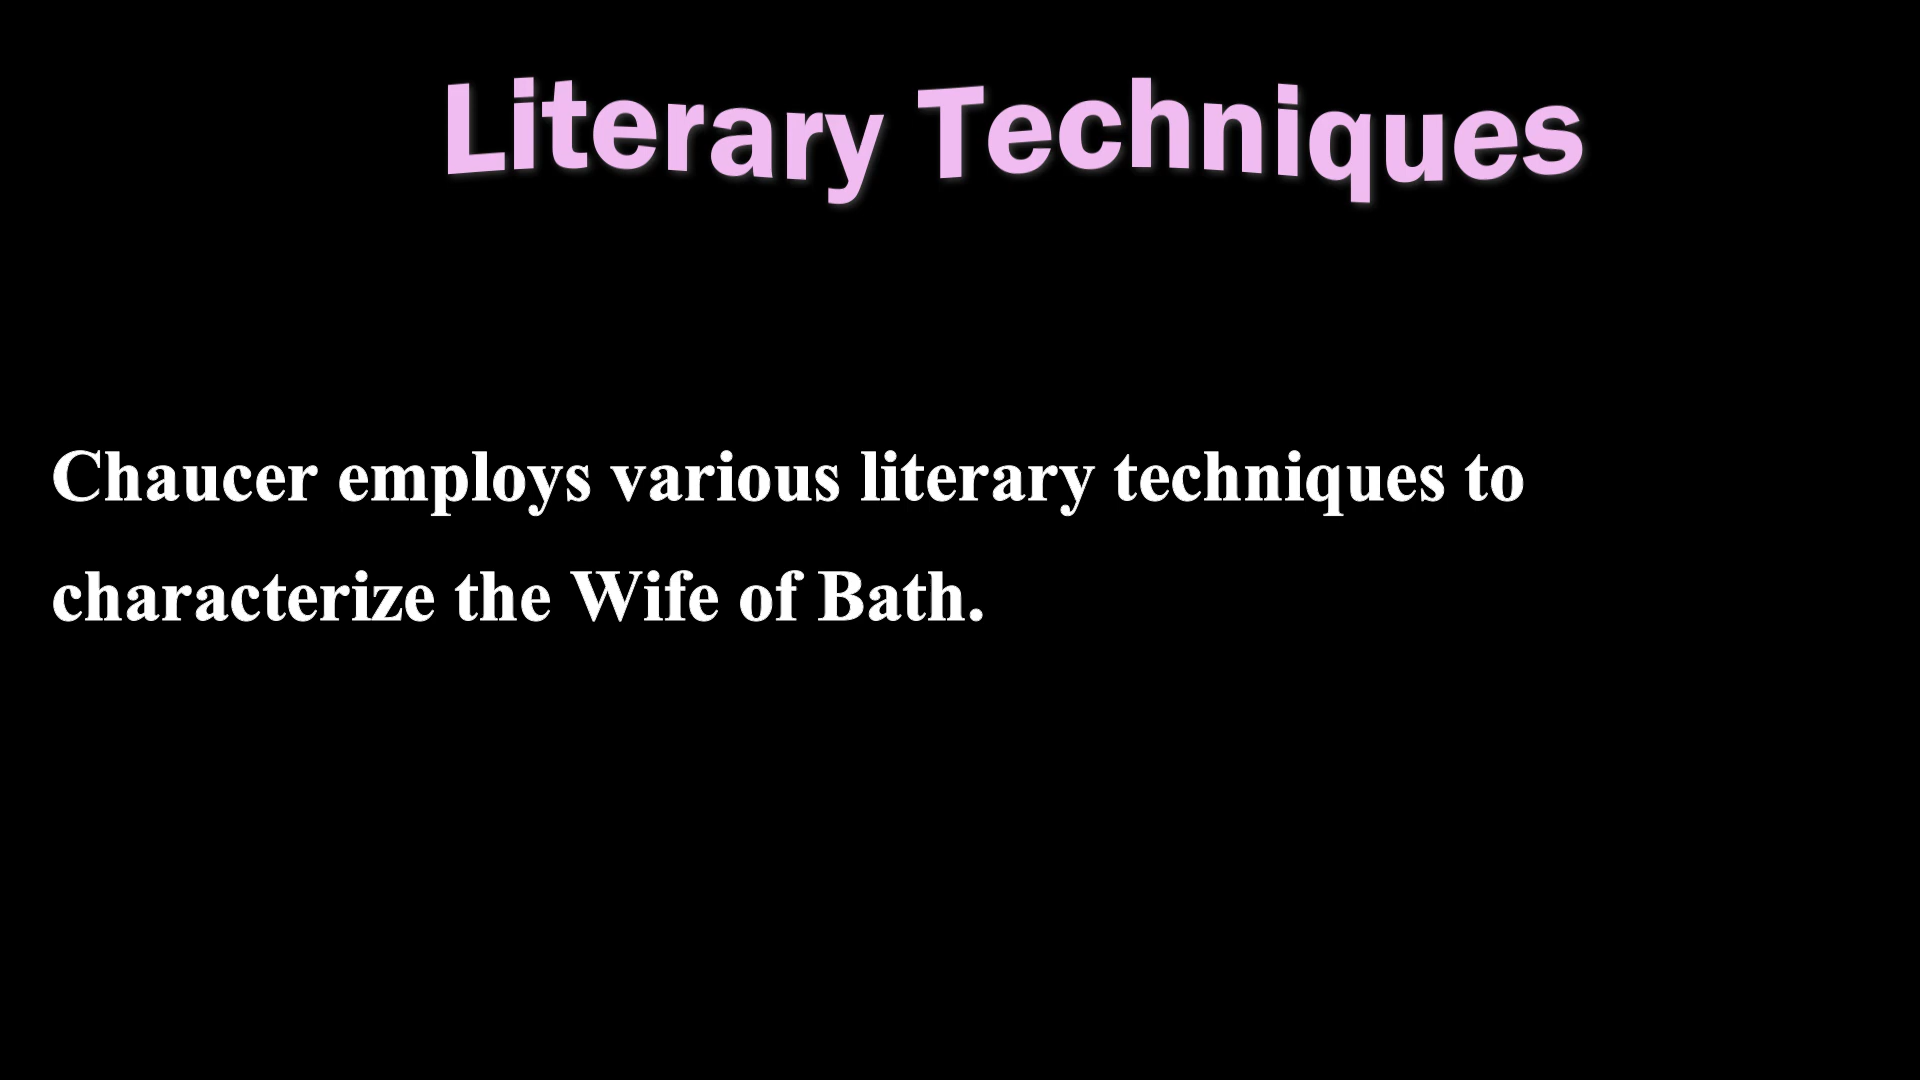 Literary Techniques
Chaucer employs various literary techniques to
characterize the Wife of Bath.